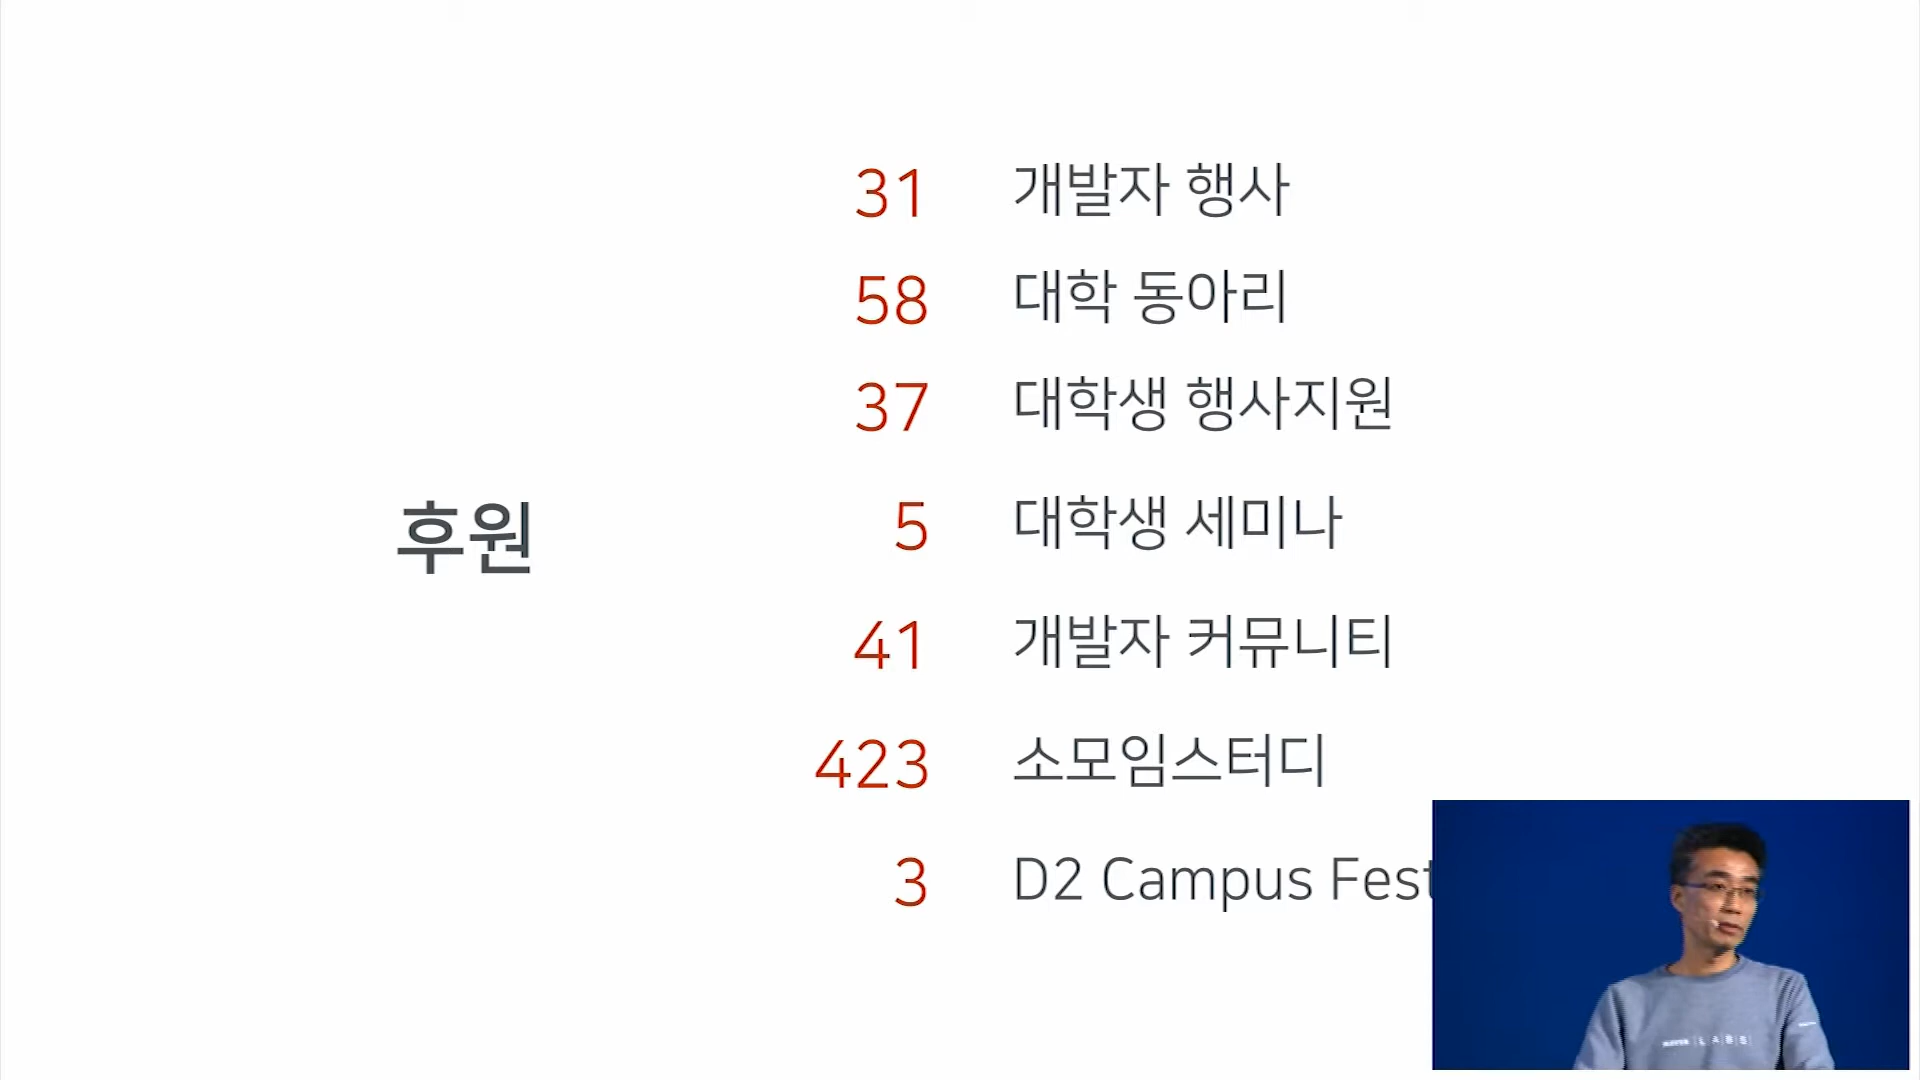 후원
31 개발자 행사
58 대학 동아리
37 대학생 행사지원
5 대학생 세미나
41 개발자 커뮤니티
423 소모임스터디
3 D2 Campus Fest
LABS